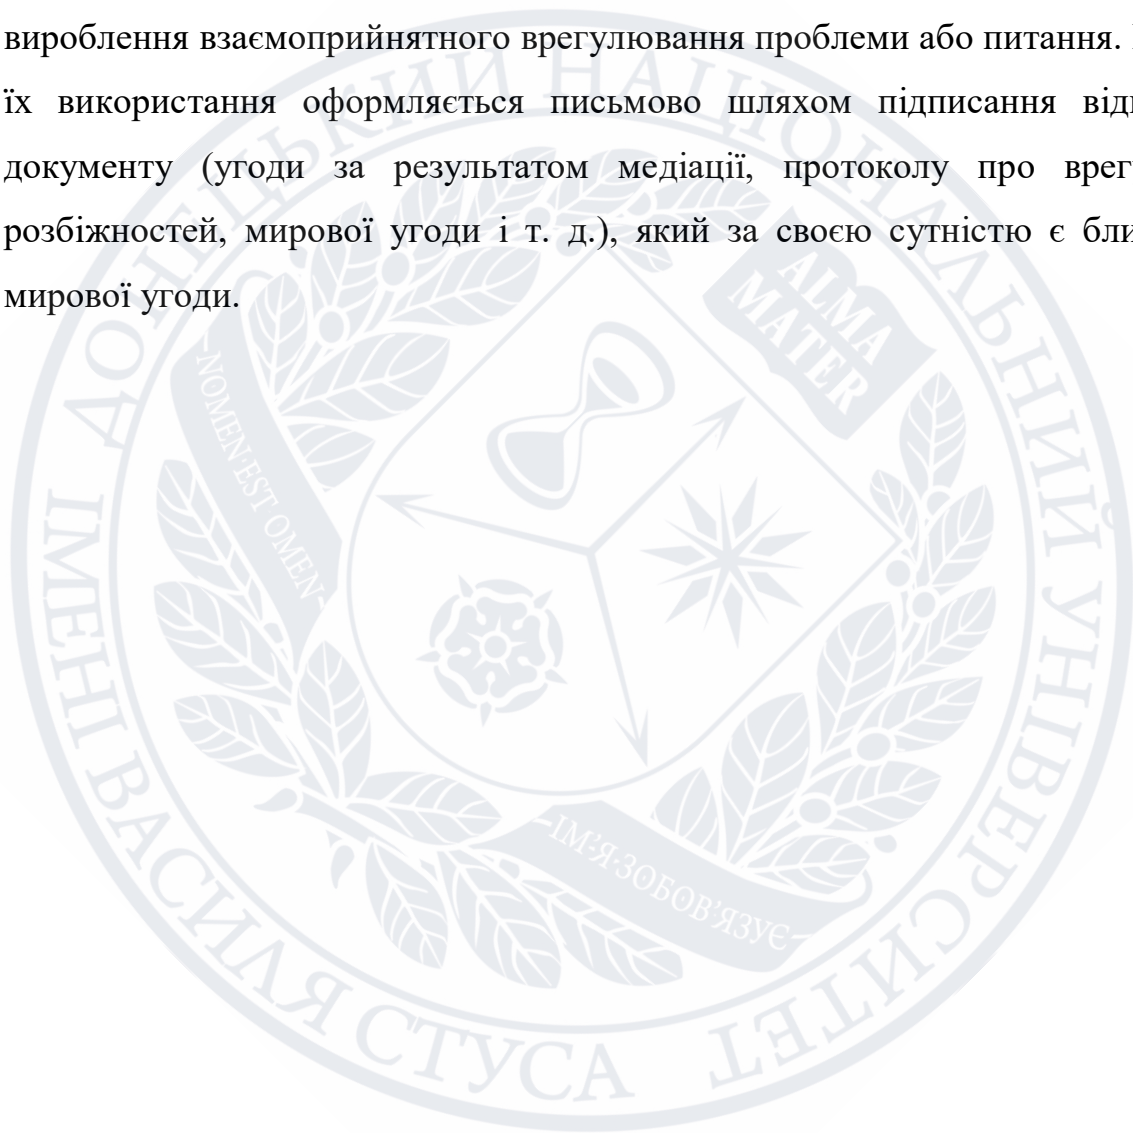 вироблення взаємоприйнятного врегулювання проблеми або питання.
їх використання оформляється письмово шляхом підписання
документу (угоди за результатом медіації, протоколу про
розбіжностей, мирової угоди і т. д.), який за своєю сутністю є
мирової угоди.
ДОНЕЦЬКИЙ НАЦІОНАЛЬНИЙ УНІВЕРСИТЕТ
ІМЕНІ ВАСИЛЯ СТУСА
ALMA
MATER
NOMEN·EST OMEN
ІМ'Я·ЗОБОВ'ЯЗУЄ